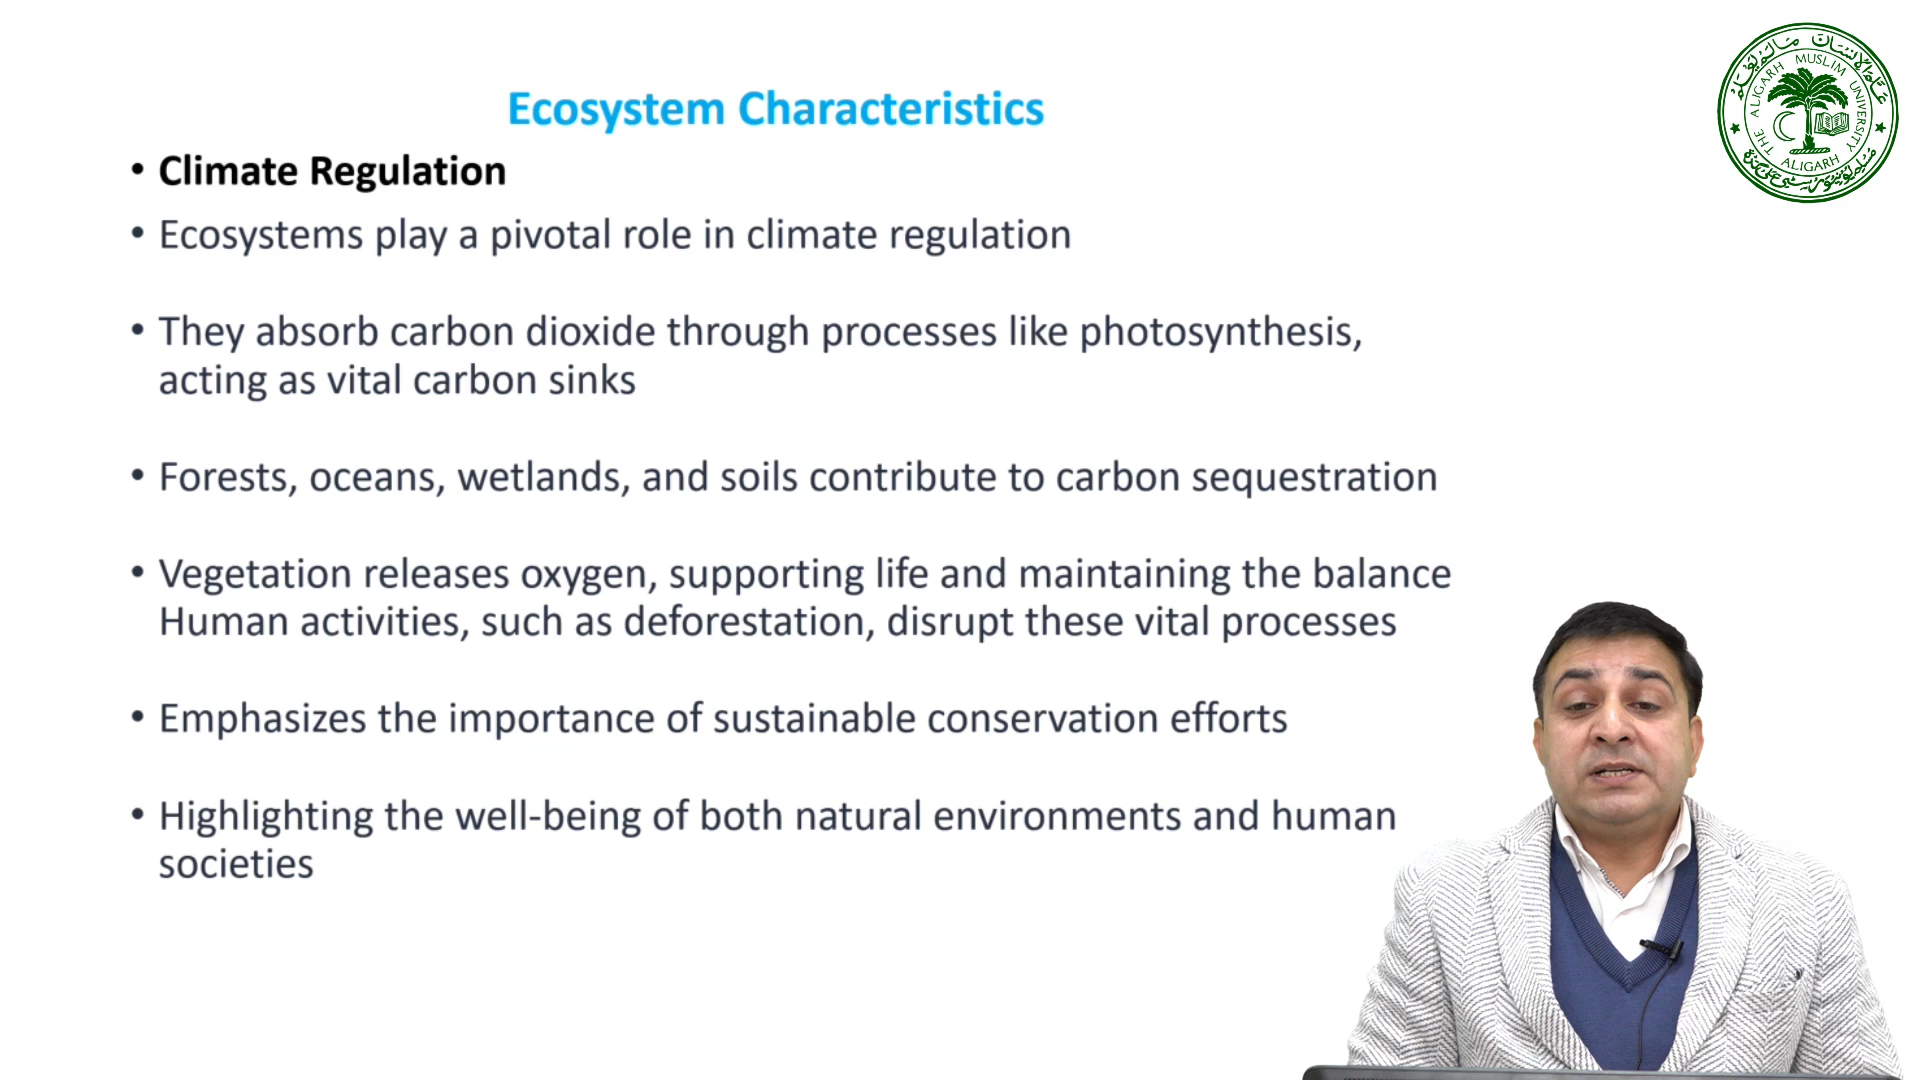 Ecosystem Characteristics
• Climate Regulation
• Ecosystems play a pivotal role in climate regulation
• They absorb carbon dioxide through processes like photosynthesis,
acting as vital carbon sinks
• Forests, oceans, wetlands, and soils contribute to carbon sequestration
• Vegetation releases oxygen, supporting life and maintaining the balance
Human activities, such as deforestation, disrupt these vital processes
• Emphasizes the importance of sustainable conservation efforts
• Highlighting the well-being of both natural environments and human
societies
THE ALIGARH MUSLIM UNIVERSITY
ALIGARH